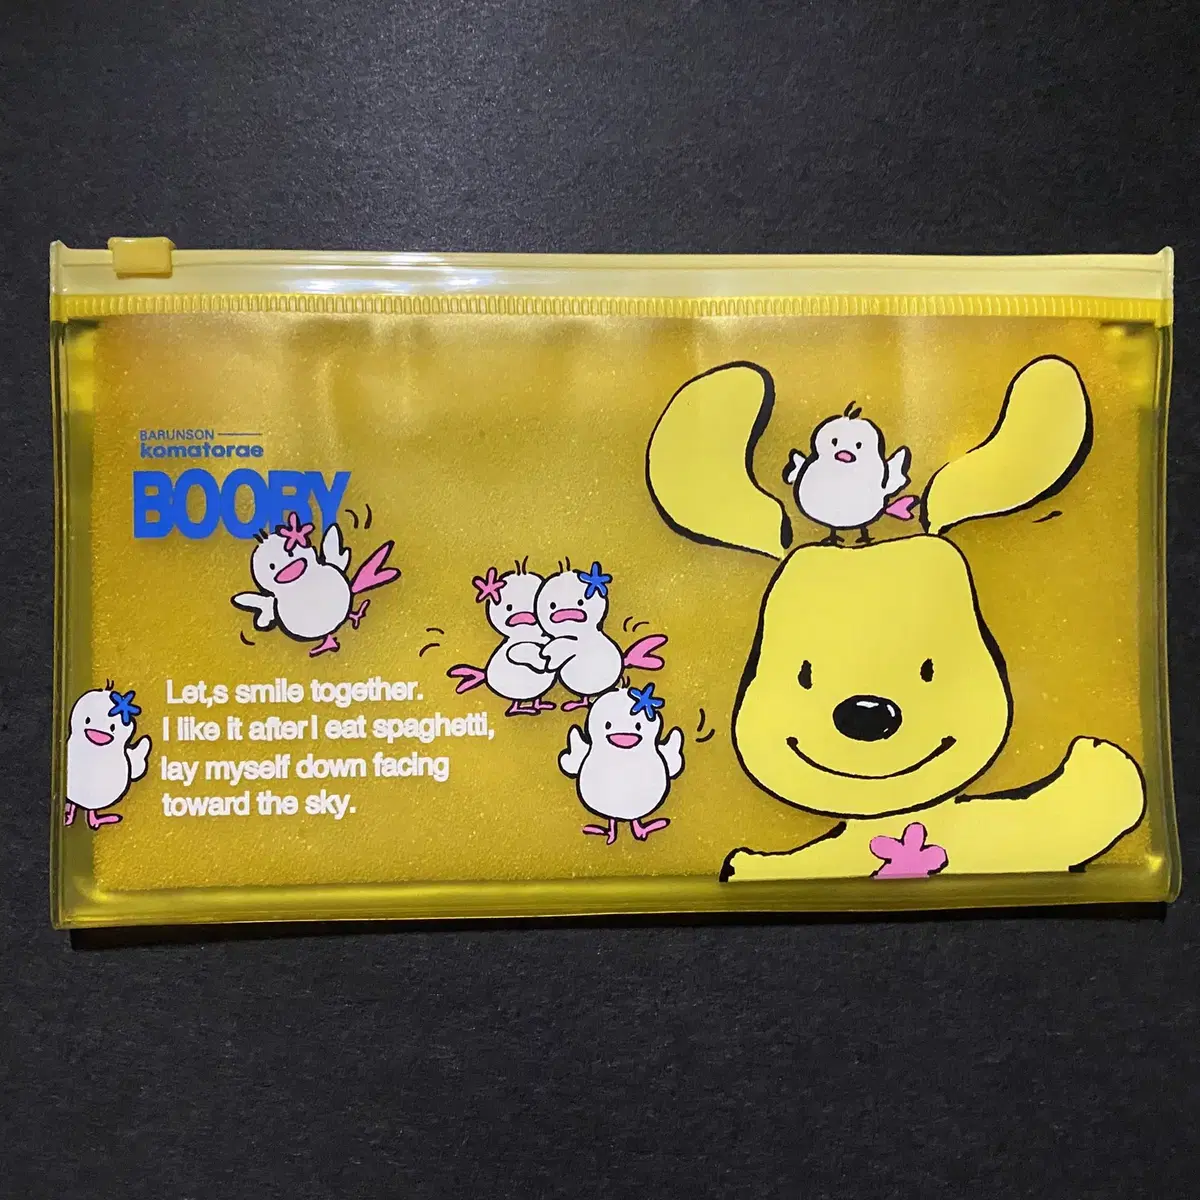 BARUNSON
komatorae
BOOBY
Let,s smile together.
I like it after I eat spaghetti,
lay myself down facing
toward the sky.